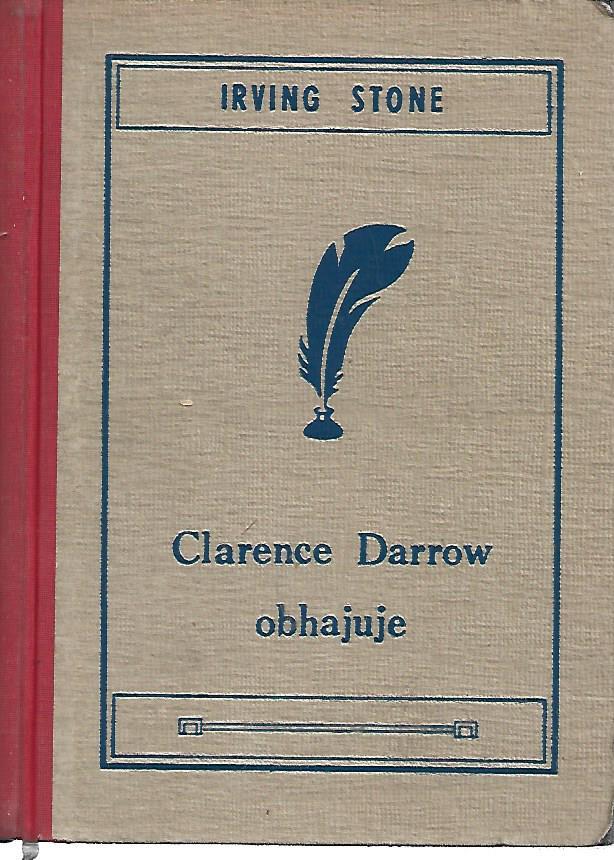 IRVING STONE
Clarence Darrow
obhajuje